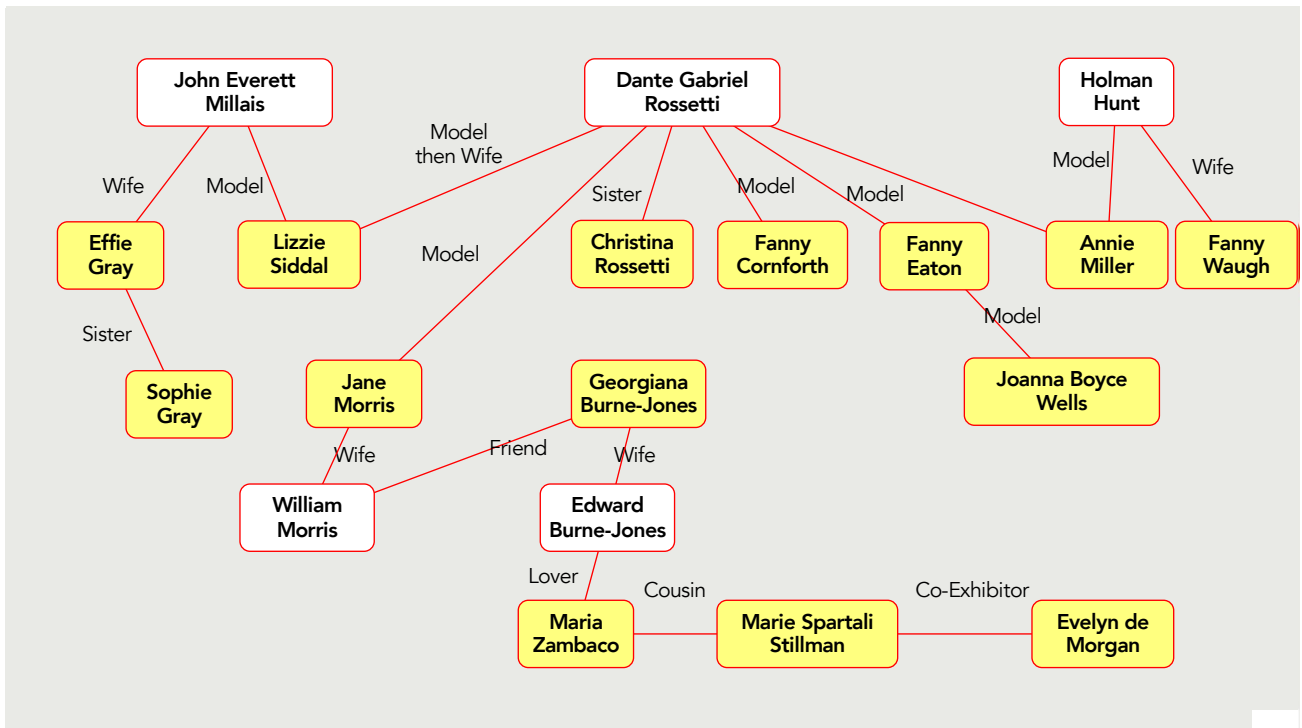 John Everett
Millais
Dante Gabriel
Rossetti
Holman
Hunt
Model
then Wife
Wife
Model
Sister
Model
Model
Model
Wife
Effie
Gray
Lizzie
Siddal
Christina
Rossetti
Fanny
Cornforth
Fanny
Eaton
Annie
Miller
Fanny
Waugh
Model
Sister
Model
Sophie
Gray
Jane
Morris
Georgiana
Burne-Jones
Joanna Boyce
Wells
Wife
Friend
Wife
William
Morris
Edward
Burne-Jones
Lover
Cousin
Co-Exhibitor
Maria
Zambaco
Marie Spartali
Stillman
Evelyn de
Morgan